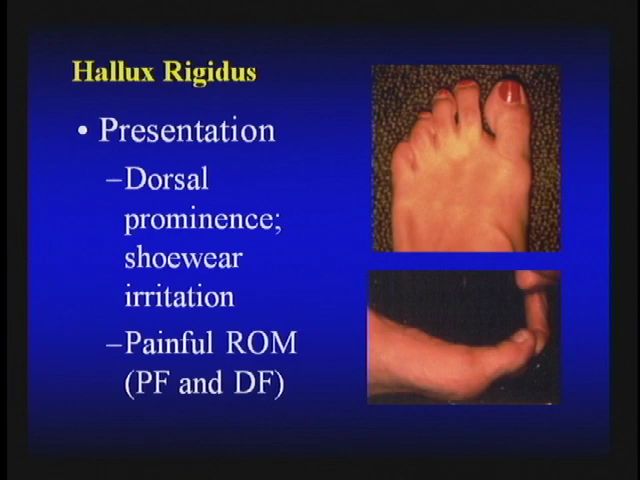 Hallux Rigidus
• Presentation
–Dorsal
prominence;
shoewear
irritation
–Painful ROM
(PF and DF)